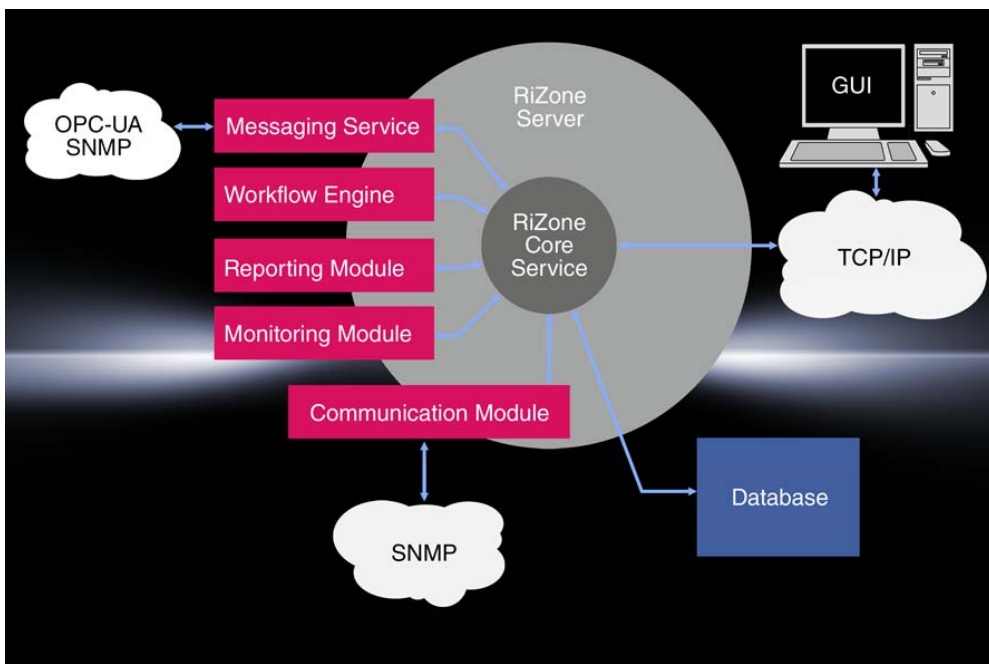 OPC-UA
SNMP
Messaging Service
Workflow Engine
Reporting Module
Monitoring Module
Communication Module
SNMP
RiZone
Server
RiZone
Core
Service
GUI
TCP/IP
Database